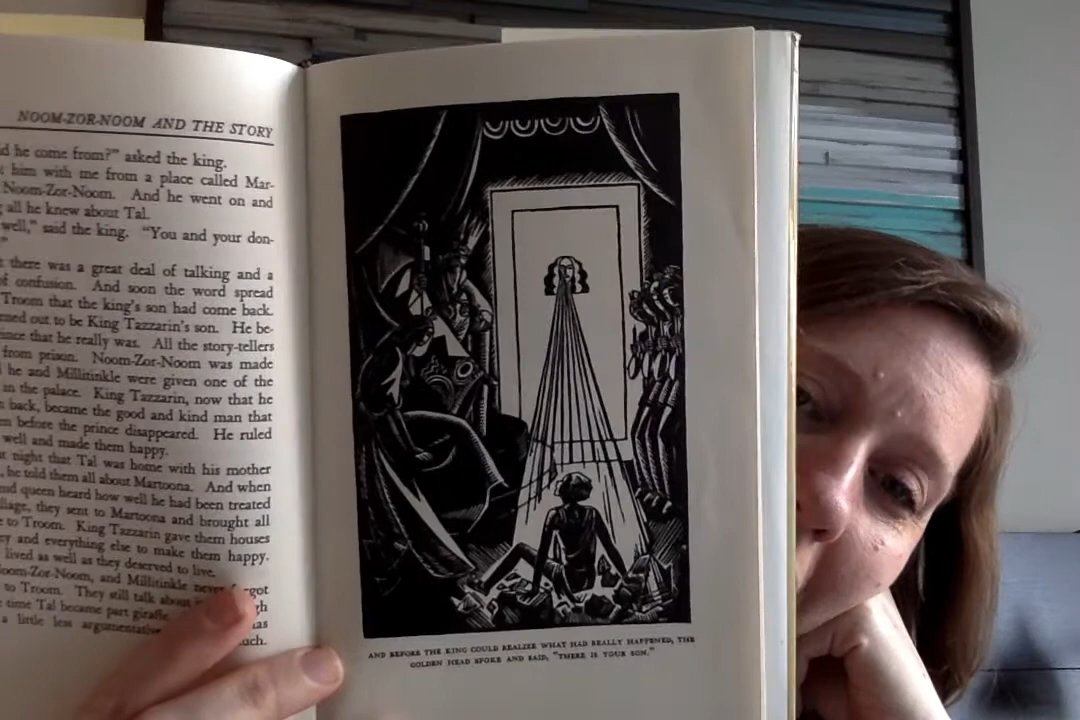 NOOM-ZOR-NOOM AND THE STORY
d he come from?" asked the king.
t him with me from a place called Mar-
Noom-Zor-Noom. And he went on and
all he knew about Tal.
well," said the king. "You and your don-
"
t there was a great deal of talking and a
of confusion. And soon the word spread
Troom that the king's son had come back.
rned out to be King Tazzarin's son. He be-
ince that he really was. All the story-tellers
from prison. Noom-Zor-Noom was made
he and Millitinkle were given one of the
in the palace. King Tazzarin, now that he
back, became the good and kind man that
n before the prince disappeared. He ruled
well and made them happy.
t night that Tal was home with his mother
, he told them all about Martoona. And when
nd queen heard how well he had been treated
llage, they sent to Martoona and brought all
e to Troom. King Tazzarin gave them houses
ey and everything else to make them happy.
lived as well as they deserved to live.
oom-Zor-Noom, and Millitinkle never forgot
to Troom. They still talk about
e time Tal became part giraffe,
a little less argumentative
uch.
AND BEFORE THE KING COULD REALIZE WHAT HAD REALLY HAPPENED, THE
GOLDEN HEAD SPOKE AND SAID, "THERE IS YOUR SON."